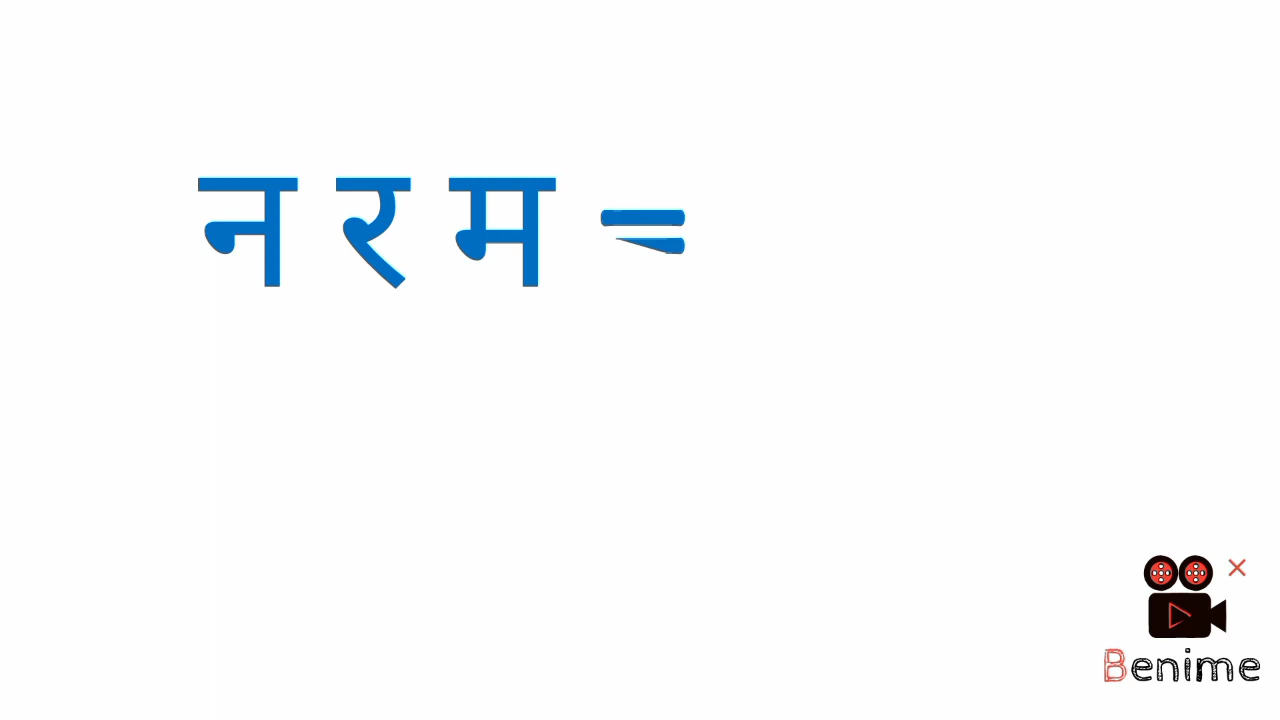 न र म =
Benime